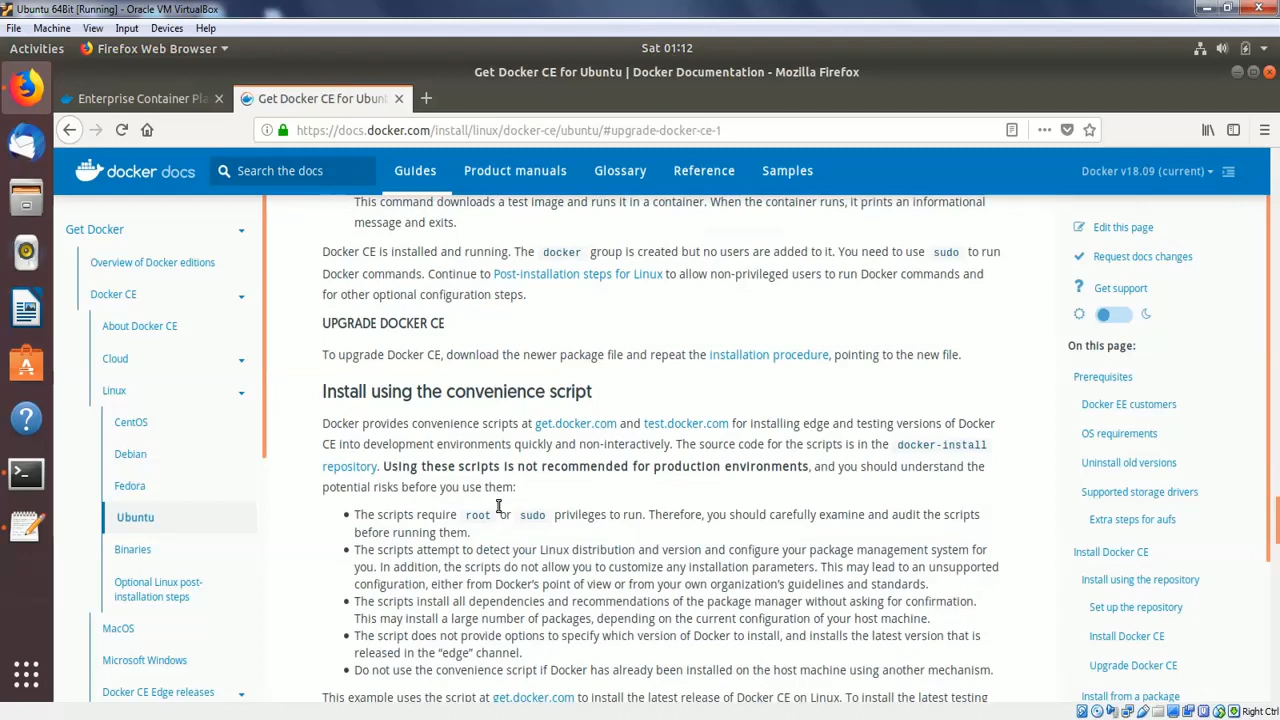 Ubuntu 64Bit [Running] - Oracle VM VirtualBox
File Machine View Input Devices Help
Activities Firefox Web Browser Sat 01:12
Get Docker CE for Ubuntu | Docker Documentation - Mozilla Firefox
Enterprise Container Pla Get Docker CE for Ubunt
https://docs.docker.com/install/linux/docker-ce/ubuntu/#upgrade-docker-ce-1
docker docs Search the docs Guides Product manuals Glossary Reference Samples Docker v18.09 (current)
Get Docker
Overview of Docker editions
Docker CE
About Docker CE
Cloud
Linux
CentOS
Debian
Fedora
Ubuntu
Binaries
Optional Linux post-
installation steps
MacOS
Microsoft Windows
Docker CE Edge releases
This command downloads a test image and runs it in a container. When the container runs, it prints an informational
message and exits.
Docker CE is installed and running. The docker group is created but no users are added to it. You need to use sudo to run
Docker commands. Continue to Post-installation steps for Linux to allow non-privileged users to run Docker commands and
for other optional configuration steps.
UPGRADE DOCKER CE
To upgrade Docker CE, download the newer package file and repeat the installation procedure, pointing to the new file.
Install using the convenience script
Docker provides convenience scripts at get.docker.com and test.docker.com for installing edge and testing versions of Docker
CE into development environments quickly and non-interactively. The source code for the scripts is in the docker-install
repository. Using these scripts is not recommended for production environments, and you should understand the
potential risks before you use them:
The scripts require root or sudo privileges to run. Therefore, you should carefully examine and audit the scripts
before running them.
The scripts attempt to detect your Linux distribution and version and configure your package management system for
you. In addition, the scripts do not allow you to customize any installation parameters. This may lead to an unsupported
configuration, either from Docker's point of view or from your own organization's guidelines and standards.
The scripts install all dependencies and recommendations of the package manager without asking for confirmation.
This may install a large number of packages, depending on the current configuration of your host machine.
The script does not provide options to specify which version of Docker to install, and installs the latest version that is
released in the "edge" channel.
Do not use the convenience script if Docker has already been installed on the host machine using another mechanism.
This example uses the script at get.docker.com to install the latest release of Docker CE on Linux. To install the latest testing
Edit this page
Request docs changes
Get support
On this page:
Prerequisites
Docker EE customers
OS requirements
Uninstall old versions
Supported storage drivers
Extra steps for aufs
Install Docker CE
Install using the repository
Set up the repository
Install Docker CE
Upgrade Docker CE
Install from a package
Right Ctrl